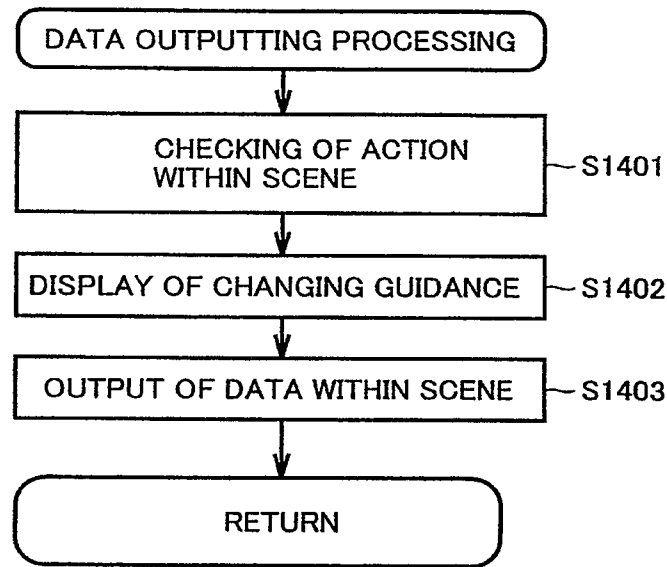 DATA OUTPUTTING PROCESSING
CHECKING OF ACTION
WITHIN SCENE
S1401
DISPLAY OF CHANGING GUIDANCE
S1402
OUTPUT OF DATA WITHIN SCENE
S1403
RETURN